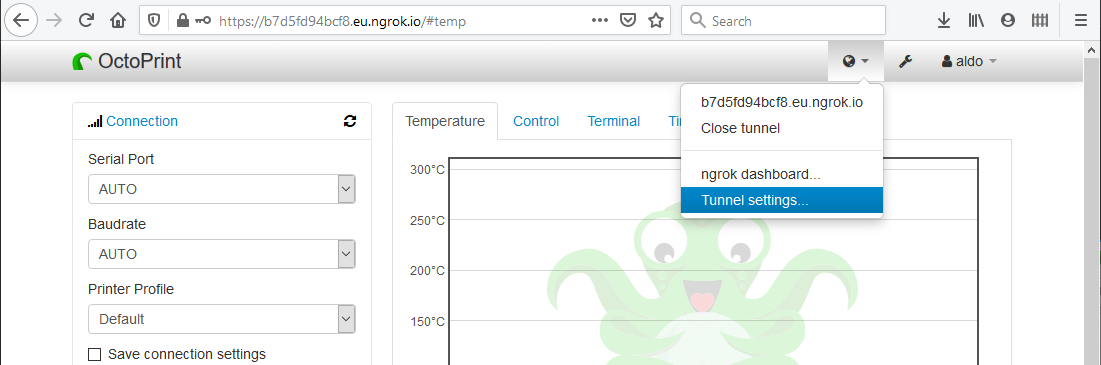 https://b7d5fd94bcf8.eu.ngrok.io/#temp
Search
OctoPrint
aldo
b7d5fd94bcf8.eu.ngrok.io
Close tunnel
ngrok dashboard...
Tunnel settings...
Connection
Serial Port
AUTO
Baudrate
AUTO
Printer Profile
Default
Save connection settings
Temperature Control Terminal
300°C
250°C
200°C
150°C